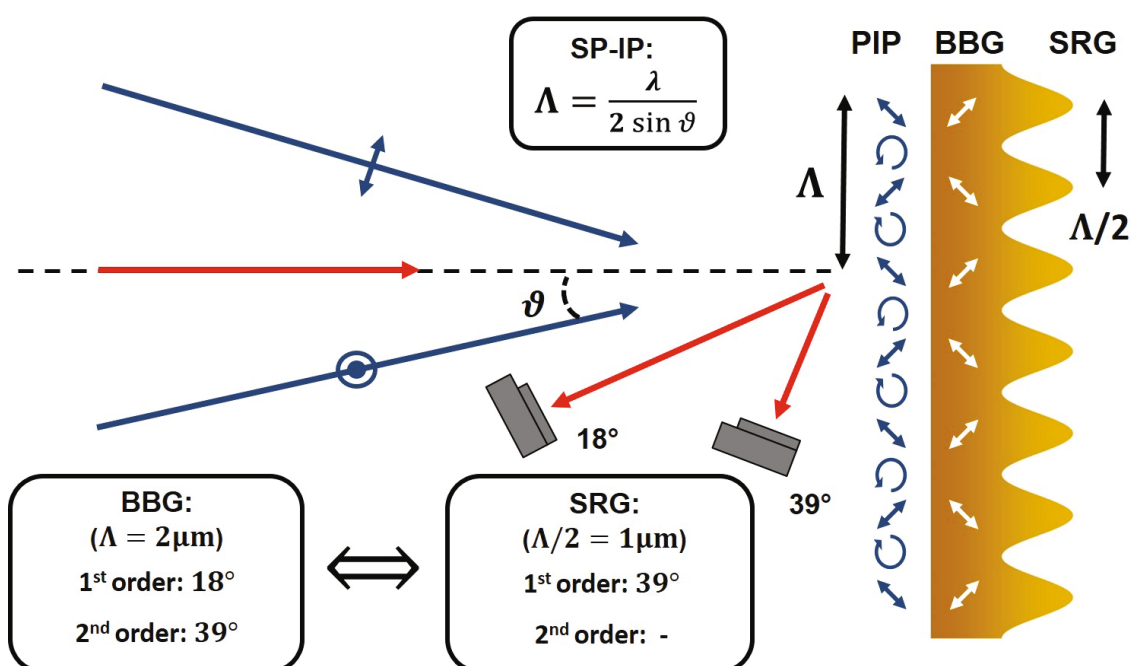 SP-IP:
Λ = λ / 2 sin ϑ
PIP BBG SRG
Λ
Λ/2
ϑ
18°
39°
BBG:
(Λ = 2μm)
1st order: 18°
2nd order: 39°
SRG:
(Λ/2 = 1μm)
1st order: 39°
2nd order: -